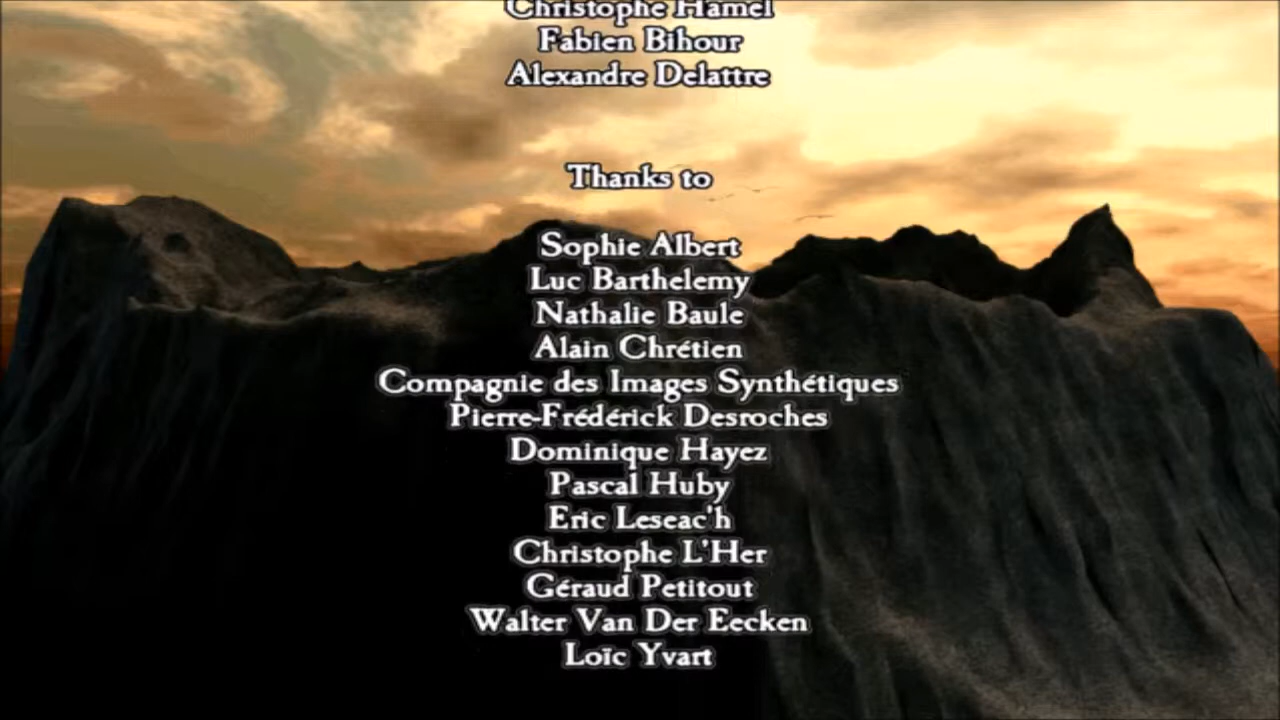 Christophe Hamel
Fabien Bihour
Alexandre Delattre
Thanks to
Sophie Albert
Luc Barthelemy
Nathalie Baule
Alain Chrétien
Compagnie des Images Synthétiques
Pierre-Frédérick Desroches
Dominique Hayez
Pascal Huby
Eric Leseac'h
Christophe L'Her
Géraud Petitout
Walter Van Der Eecken
Loïc Yvart